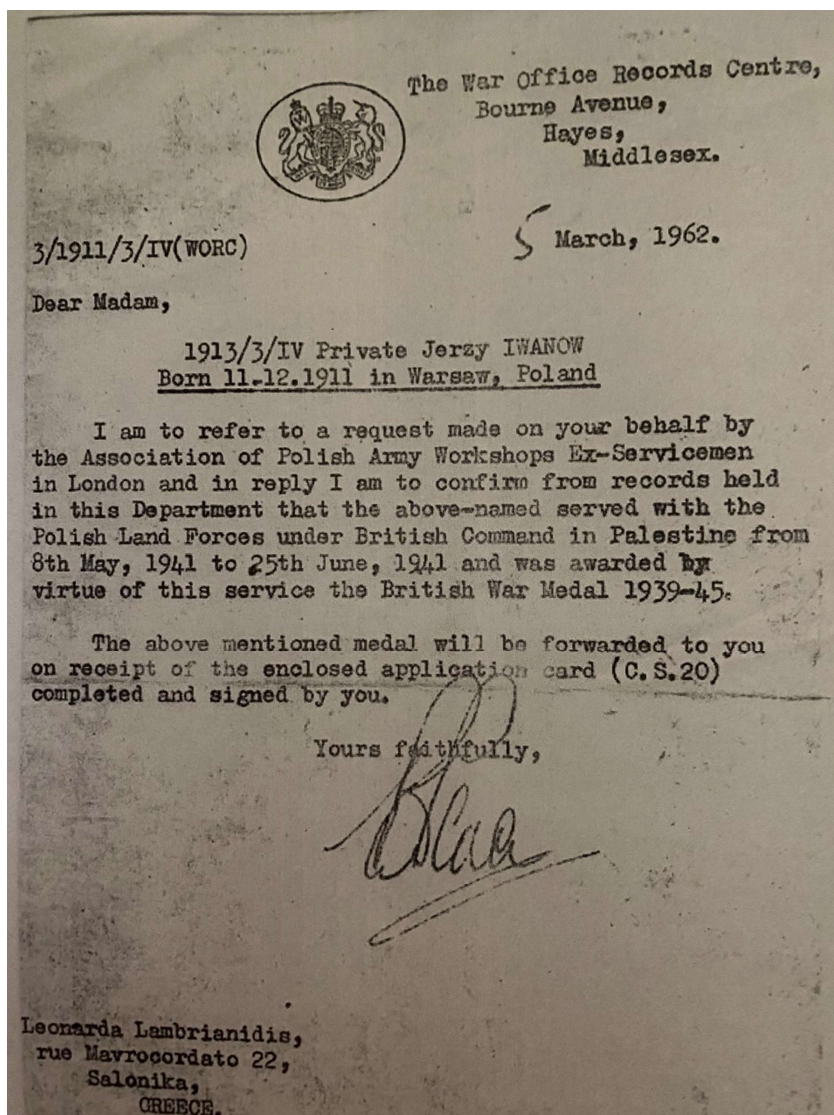 The War Office Records Centre,
Bourne Avenue,
Hayes,
Middlesex.
5 March, 1962.
3/1911/3/IV(WORC)
Dear Madam,
1913/3/IV Private Jerzy IWANOW
Born 11.12.1911 in Warsaw, Poland
I am to refer to a request made on your behalf by
the Association of Polish Army Workshops Ex-Servicemen
in London and in reply I am to confirm from records held
in this Department that the above-named served with the
Polish Land Forces under British Command in Palestine from
8th May, 1941 to 25th June, 1941 and was awarded by
virtue of this service the British War Medal 1939-45.
The above mentioned medal will be forwarded to you
on receipt of the enclosed application card (C.S.20)
completed and signed by you.
Yours faithfully,
Leonarda Lambrianidis,
rue Mavrocordato 22,
Salonika,
GREECE.